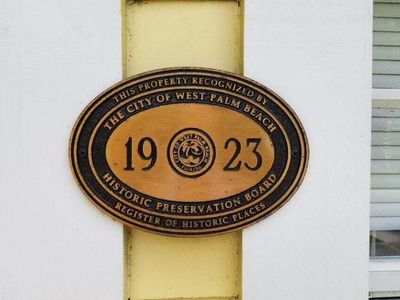 THIS PROPERTY RECOGNIZED BY
THE CITY OF WEST PALM BEACH
19 23
HISTORIC PRESERVATION BOARD
REGISTER OF HISTORIC PLACES